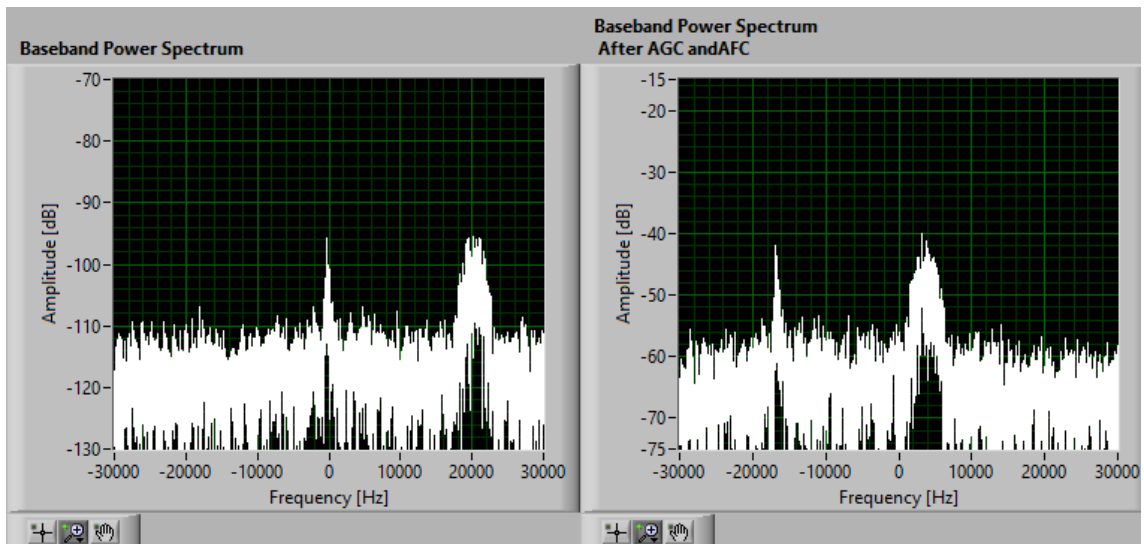 Baseband Power Spectrum
-70
-80
-90
-100
-110
-120
-130
Amplitude [dB]
-30000 -20000 -10000 0 10000 20000 30000
Frequency [Hz]
Baseband Power Spectrum
After AGC andAFC
-15
-20
-30
-40
-50
-60
-70
-75
Amplitude [dB]
-30000 -20000 -10000 0 10000 20000 30000
Frequency [Hz]